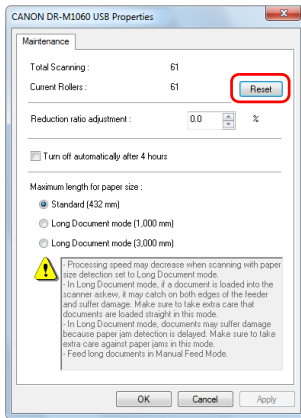 CANON DR-M1060 USB Properties
Maintenance
Total Scanning : 61
Current Rollers : 61 Reset
Reduction ratio adjustment : 0.0 %
Turn off automatically after 4 hours
Maximum length for paper size :
Standard (432 mm)
Long Document mode (1,000 mm)
Long Document mode (3,000 mm)
- Processing speed may decrease when scanning with paper
size detection set to Long Document mode.
- In Long Document mode, if a document is loaded into the
scanner askew, it may catch on both edges of the feeder
and suffer damage. Make sure to take extra care that
documents are loaded straight in this mode.
- In Long Document mode, documents may suffer damage
because paper jam detection is delayed. Make sure to take
extra care against paper jams in this mode.
- Feed long documents in Manual Feed Mode.
OK Cancel Apply